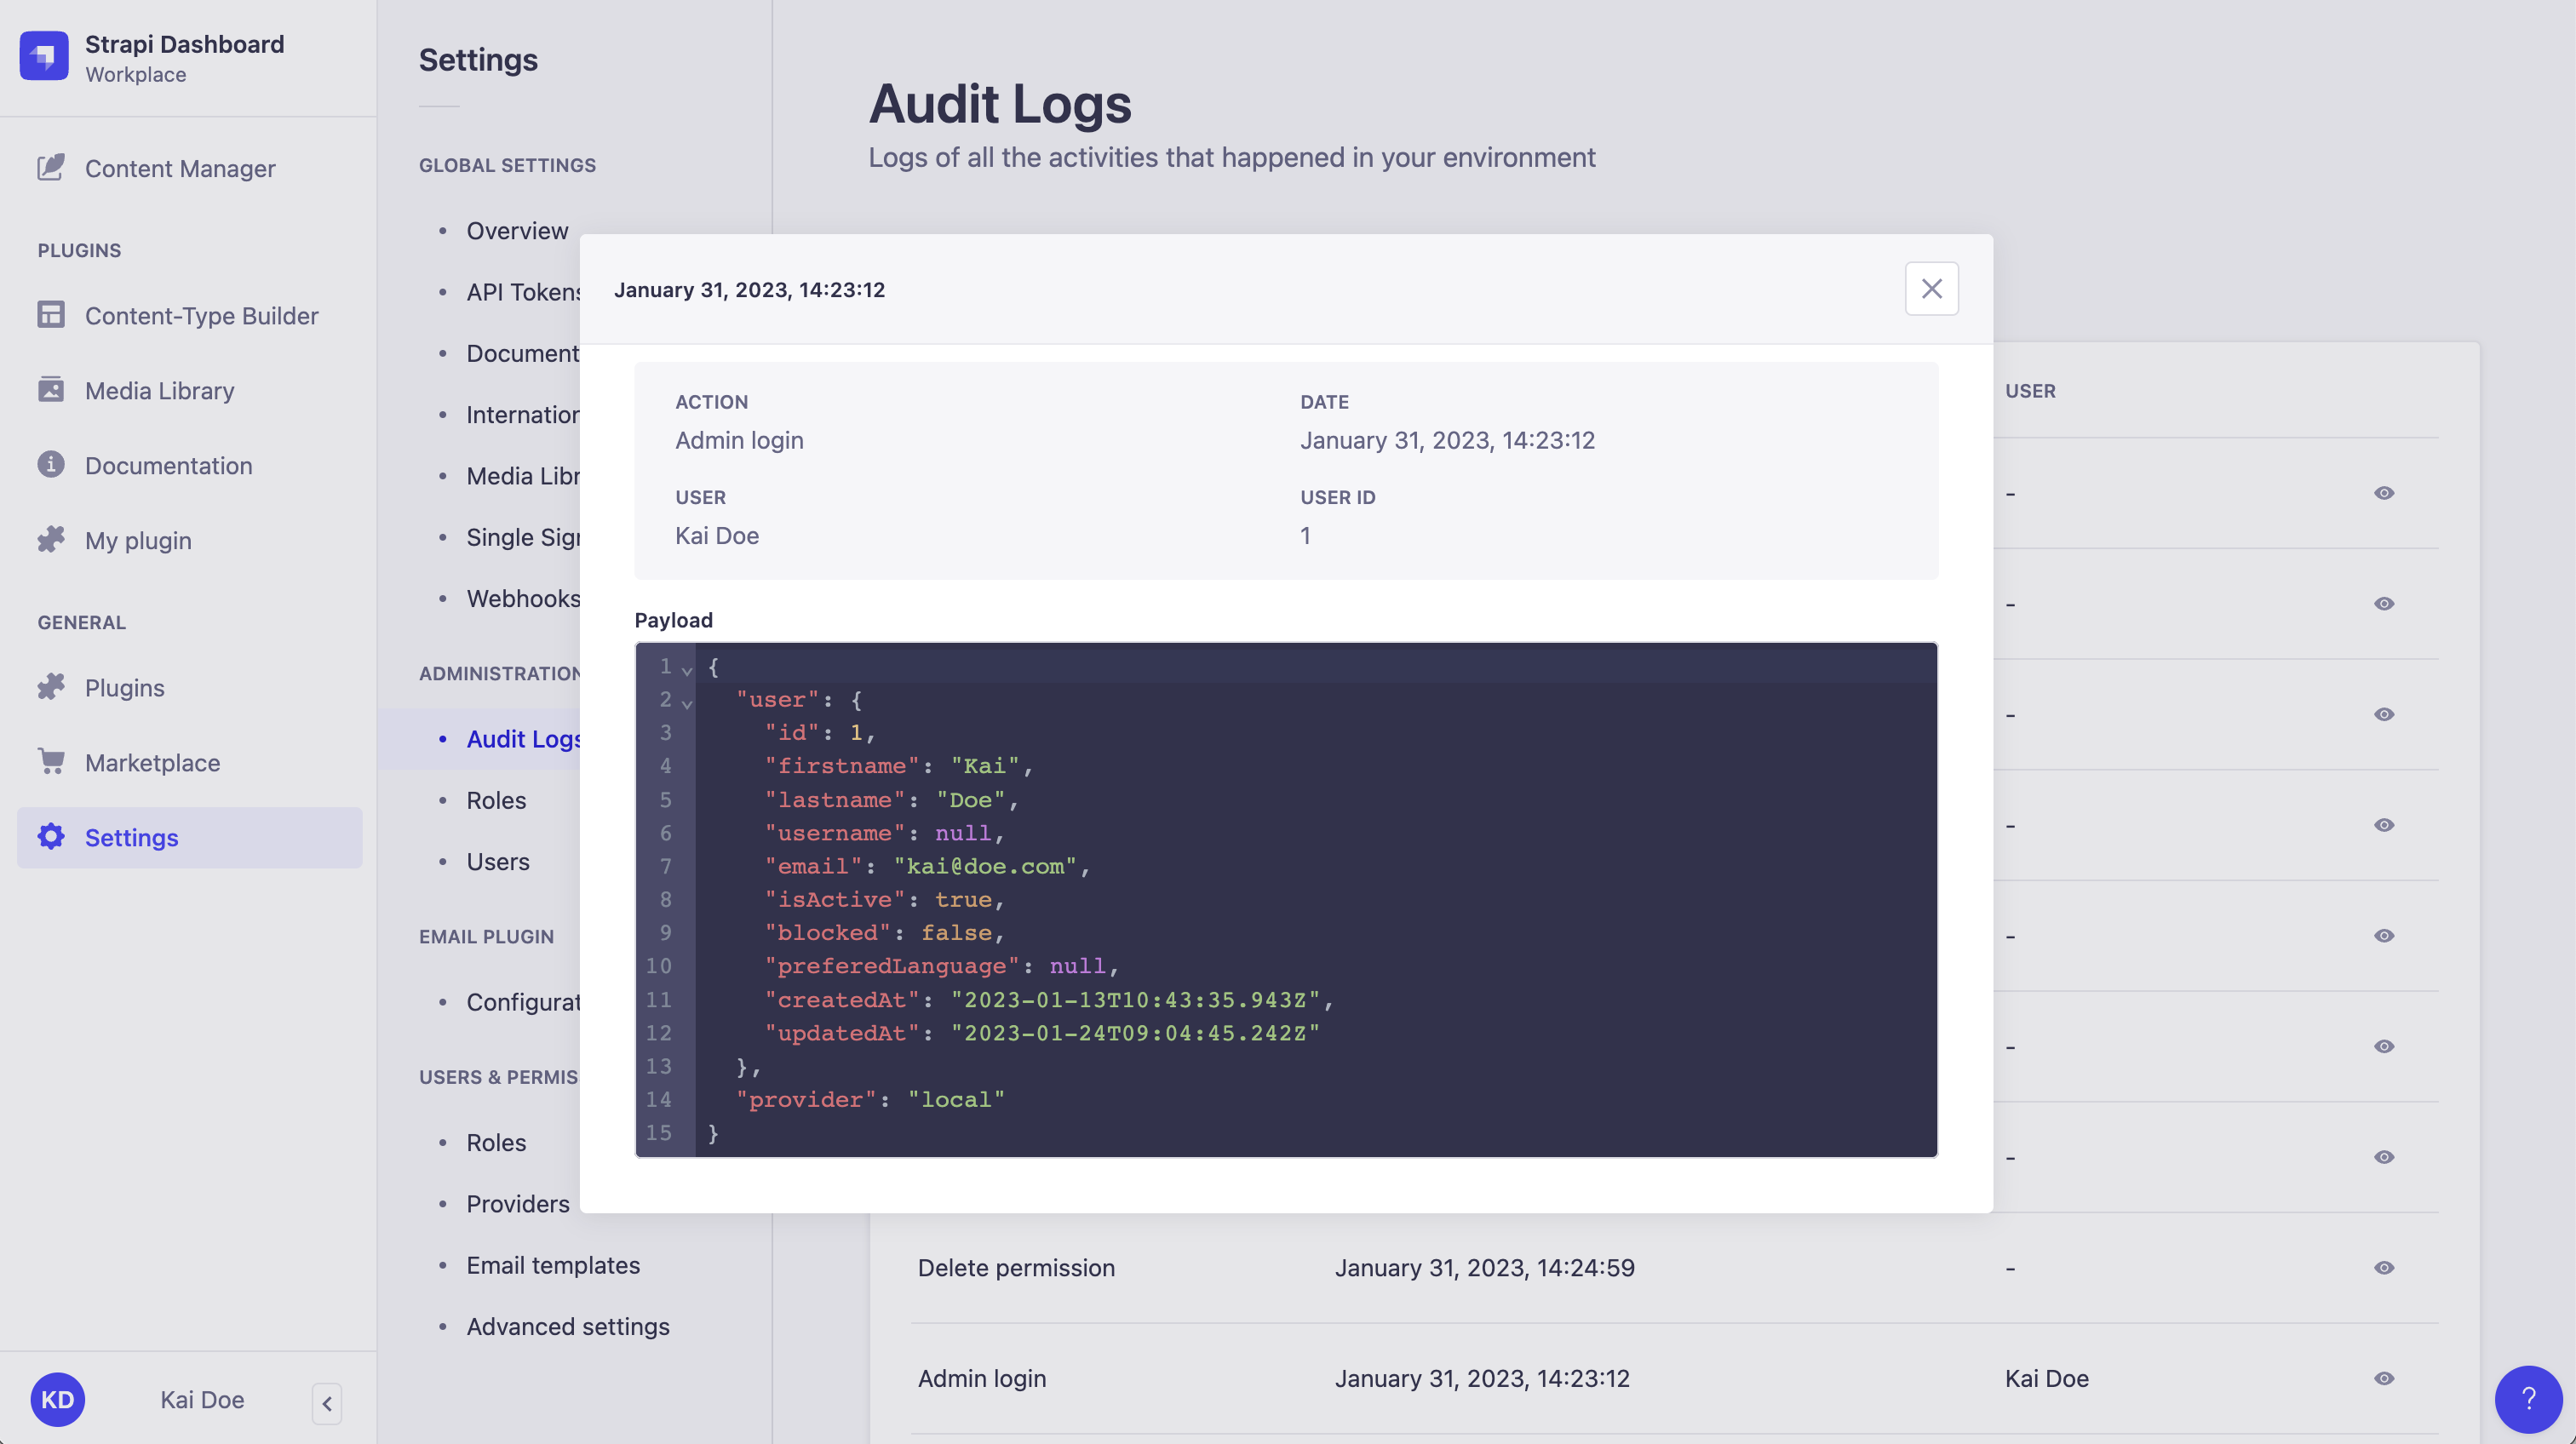 Strapi Dashboard
Workplace
Content Manager
PLUGINS
Content-Type Builder
Media Library
Documentation
My plugin
GENERAL
Plugins
Marketplace
Settings
KD
Kai Doe
Settings
GLOBAL SETTINGS
Overview
API Tokens
Document
Internation
Media Libr
Single Sign
Webhooks
ADMINISTRATION
Audit Logs
Roles
Users
EMAIL PLUGIN
Configurat
USERS & PERMIS
Roles
Providers
Email templates
Advanced settings
Audit Logs
Logs of all the activities that happened in your environment
USER
-
-
-
-
-
-
-
Delete permission January 31, 2023, 14:24:59 -
Admin login January 31, 2023, 14:23:12 Kai Doe
?
January 31, 2023, 14:23:12
ACTION DATE
Admin login January 31, 2023, 14:23:12
USER USER ID
Kai Doe 1
Payload
1 {
2 "user": {
3 "id": 1,
4 "firstname": "Kai",
5 "lastname": "Doe",
6 "username": null,
7 "email": "kai@doe.com",
8 "isActive": true,
9 "blocked": false,
10 "preferedLanguage": null,
11 "createdAt": "2023-01-13T10:43:35.943Z",
12 "updatedAt": "2023-01-24T09:04:45.242Z"
13 },
14 "provider": "local"
15 }